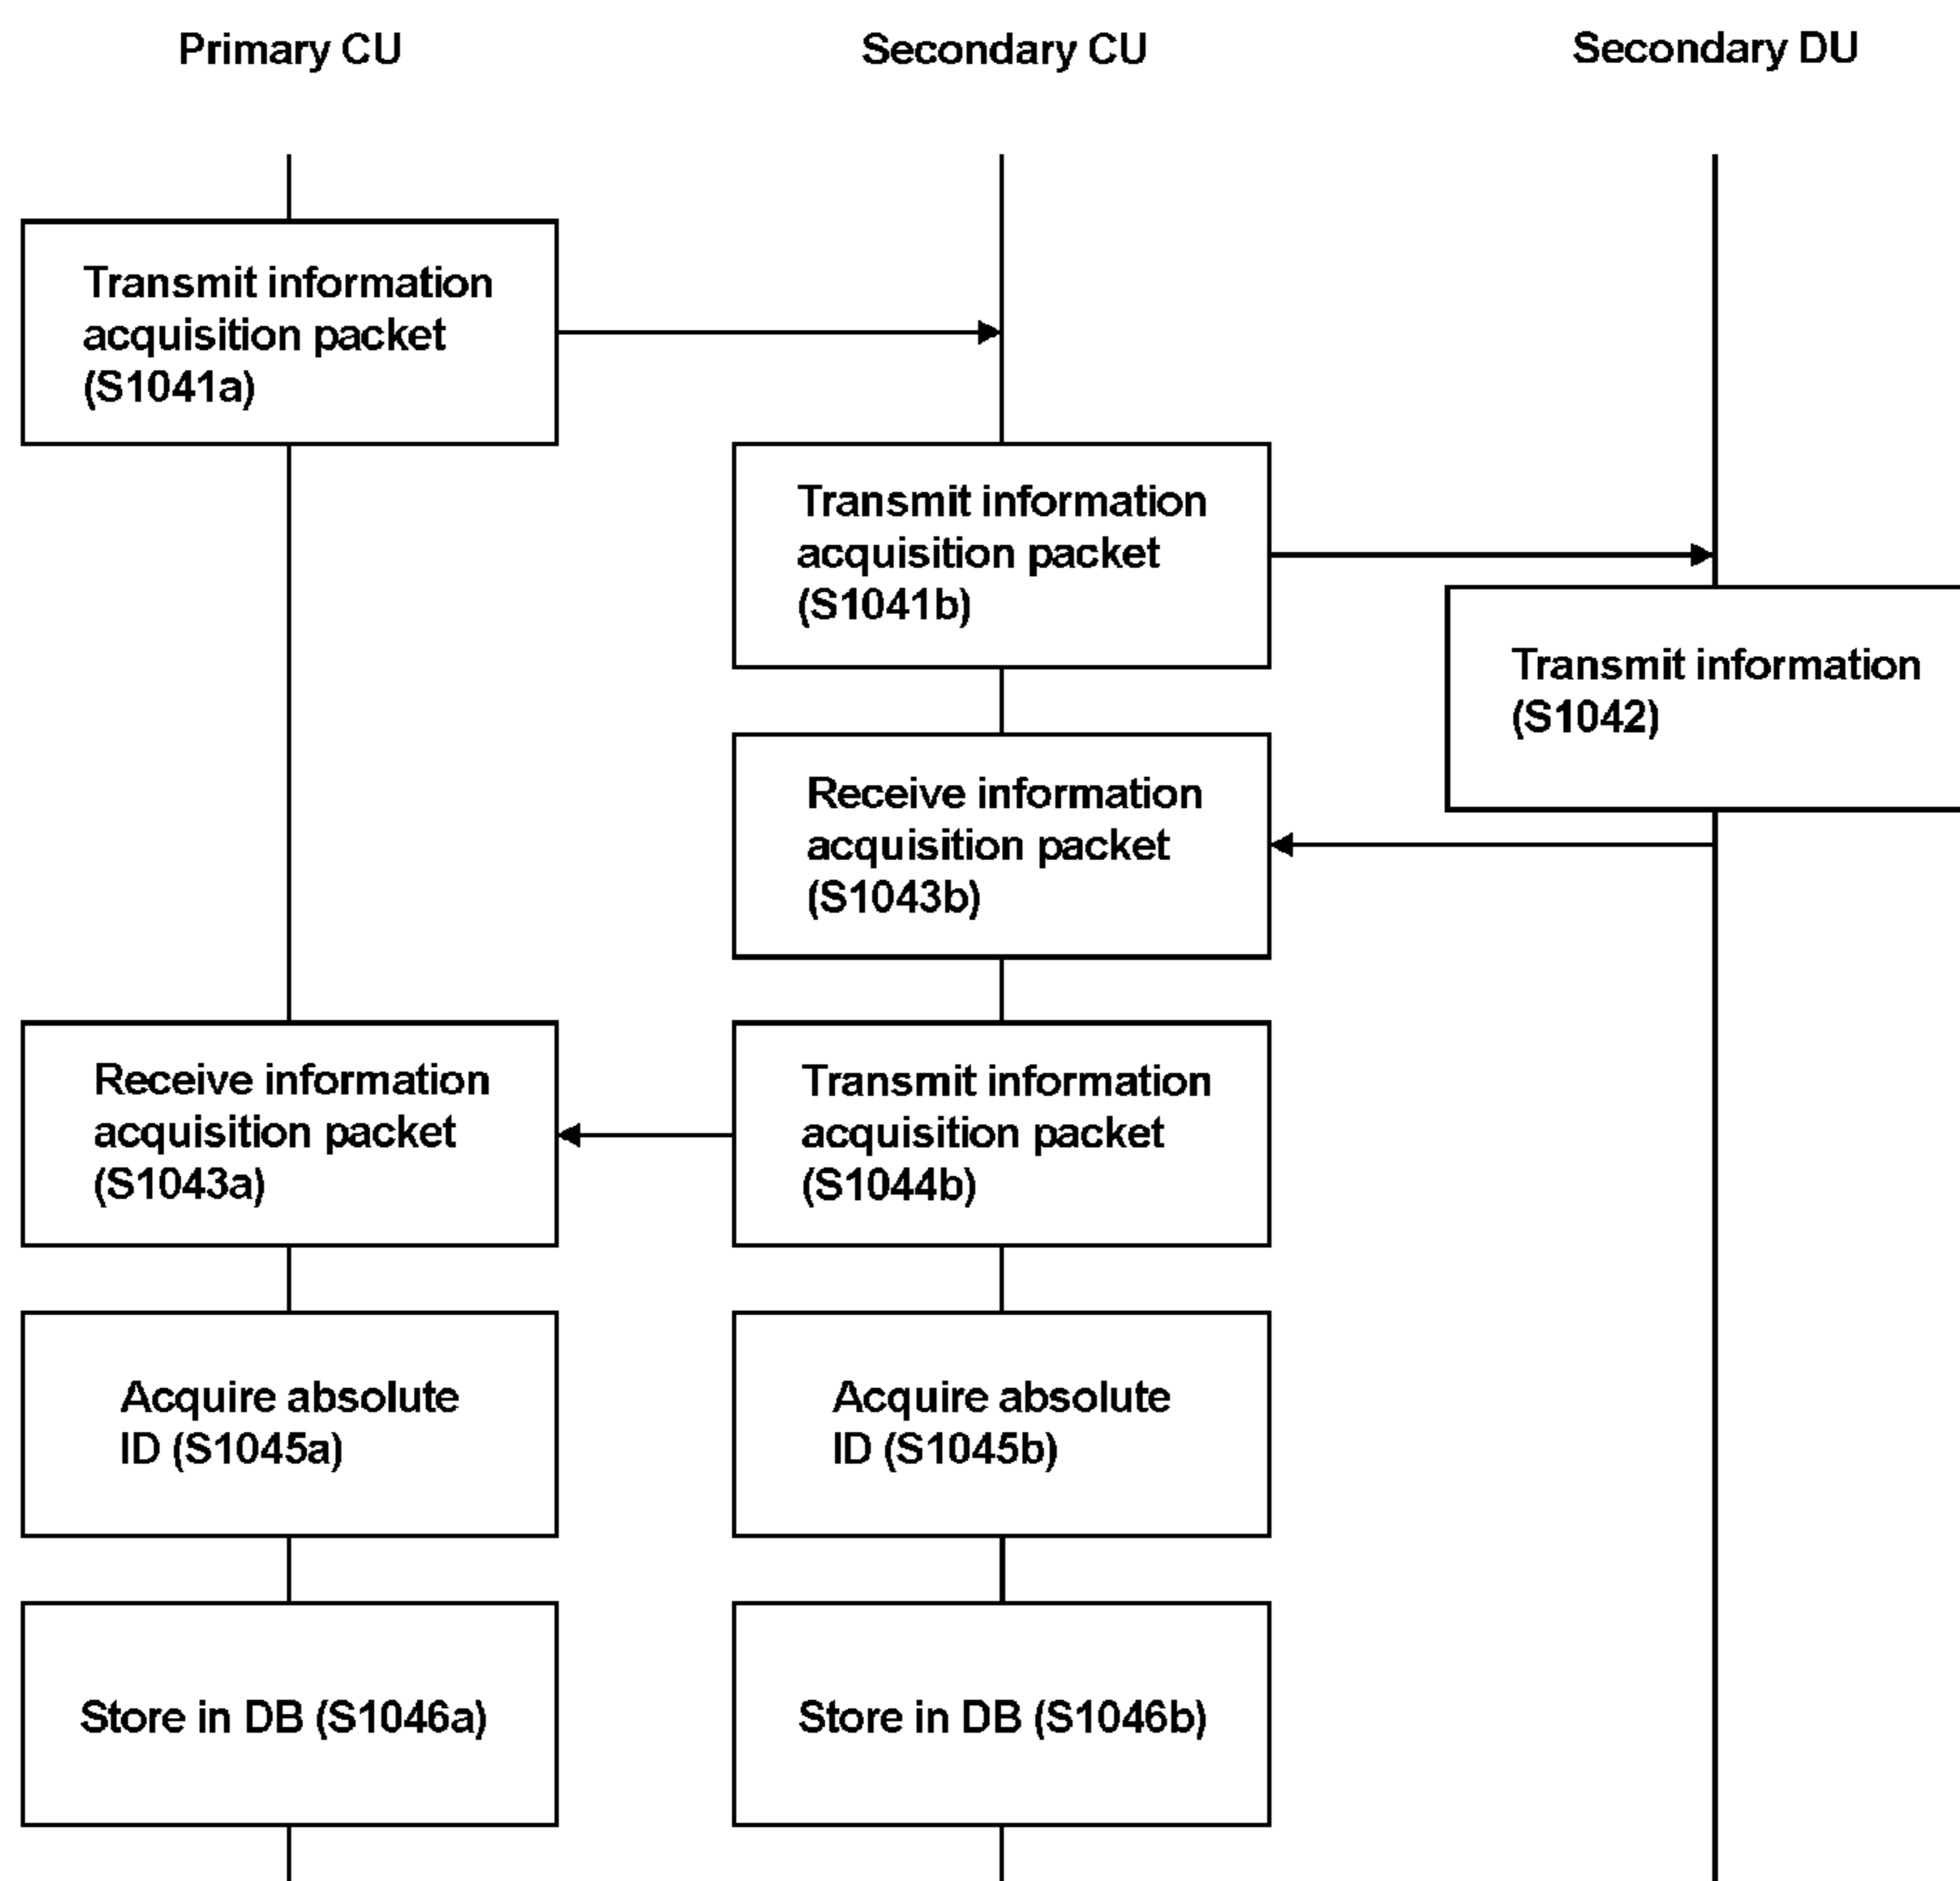 Primary CU
Secondary CU
Secondary DU
Transmit information
acquisition packet
(S1041a)
Transmit information
acquisition packet
(S1041b)
Transmit information
(S1042)
Receive information
acquisition packet
(S1043b)
Receive information
acquisition packet
(S1043a)
Transmit information
acquisition packet
(S1044b)
Acquire absolute
ID (S1045a)
Acquire absolute
ID (S1045b)
Store in DB (S1046a)
Store in DB (S1046b)